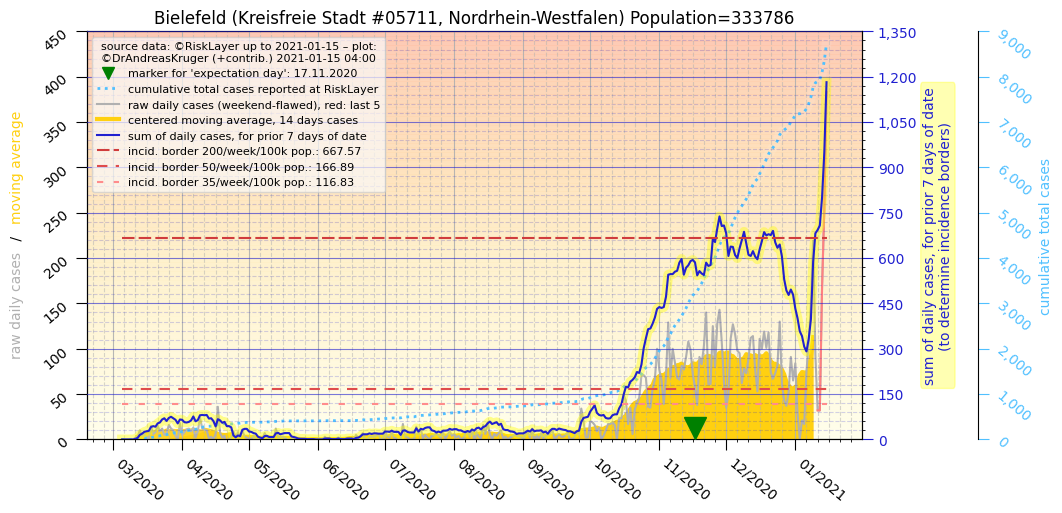 Bielefeld (Kreisfreie Stadt #05711, Nordrhein-Westfalen) Population=333786
source data: ©RiskLayer up to 2021-01-15 – plot:
©DrAndreasKruger (+contrib.) 2021-01-15 04:00
marker for 'expectation day': 17.11.2020
cumulative total cases reported at RiskLayer
raw daily cases (weekend-flawed), red: last 5
centered moving average, 14 days cases
sum of daily cases, for prior 7 days of date
incid. border 200/week/100k pop.: 667.57
incid. border 50/week/100k pop.: 166.89
incid. border 35/week/100k pop.: 116.83
raw daily cases / moving average
450
400
350
300
250
200
150
100
50
0
03/2020
04/2020
05/2020
06/2020
07/2020
08/2020
09/2020
10/2020
11/2020
12/2020
01/2021
1,350
1,200
1,050
900
750
600
450
300
150
0
sum of daily cases, for prior 7 days of date
(to determine incidence borders)
9,000
8,000
7,000
6,000
5,000
4,000
3,000
2,000
1,000
0
cumulative total cases